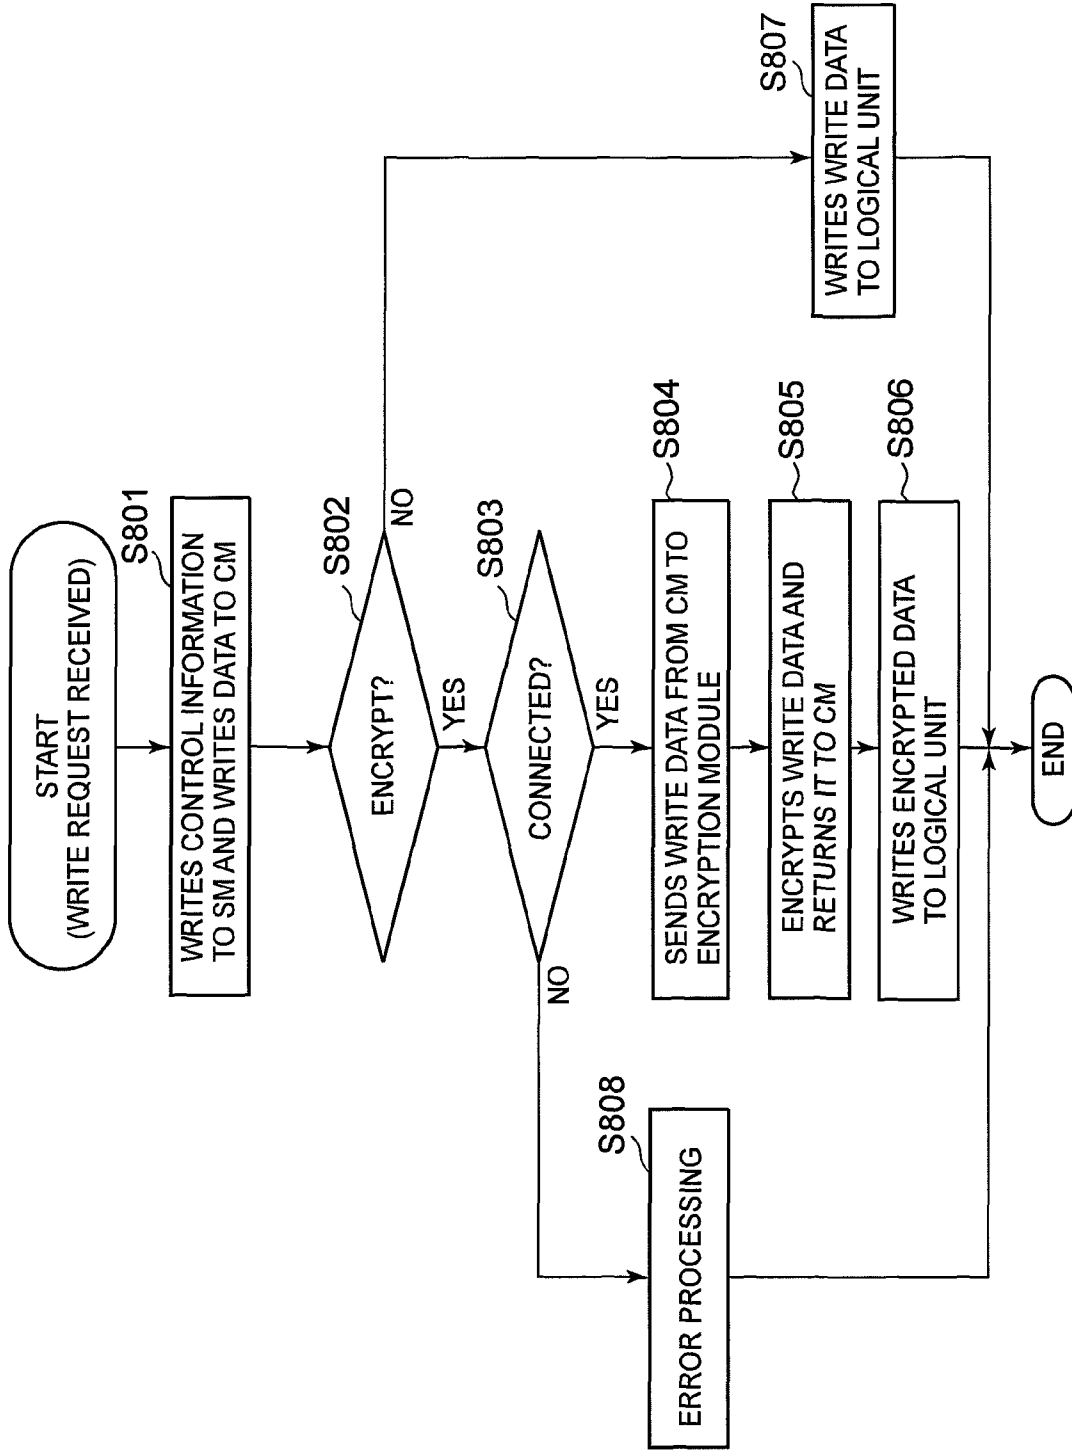 START
(WRITE REQUEST RECEIVED)
S801
WRITES CONTROL INFORMATION
TO SM AND WRITES DATA TO CM
S802
ENCRYPT?
NO
YES
S803
CONNECTED?
NO
YES
S804
SENDS WRITE DATA FROM CM TO
ENCRYPTION MODULE
S805
ENCRYPTS WRITE DATA AND
RETURNS IT TO CM
S806
WRITES ENCRYPTED DATA
TO LOGICAL UNIT
S807
WRITES WRITE DATA
TO LOGICAL UNIT
S808
ERROR PROCESSING
END